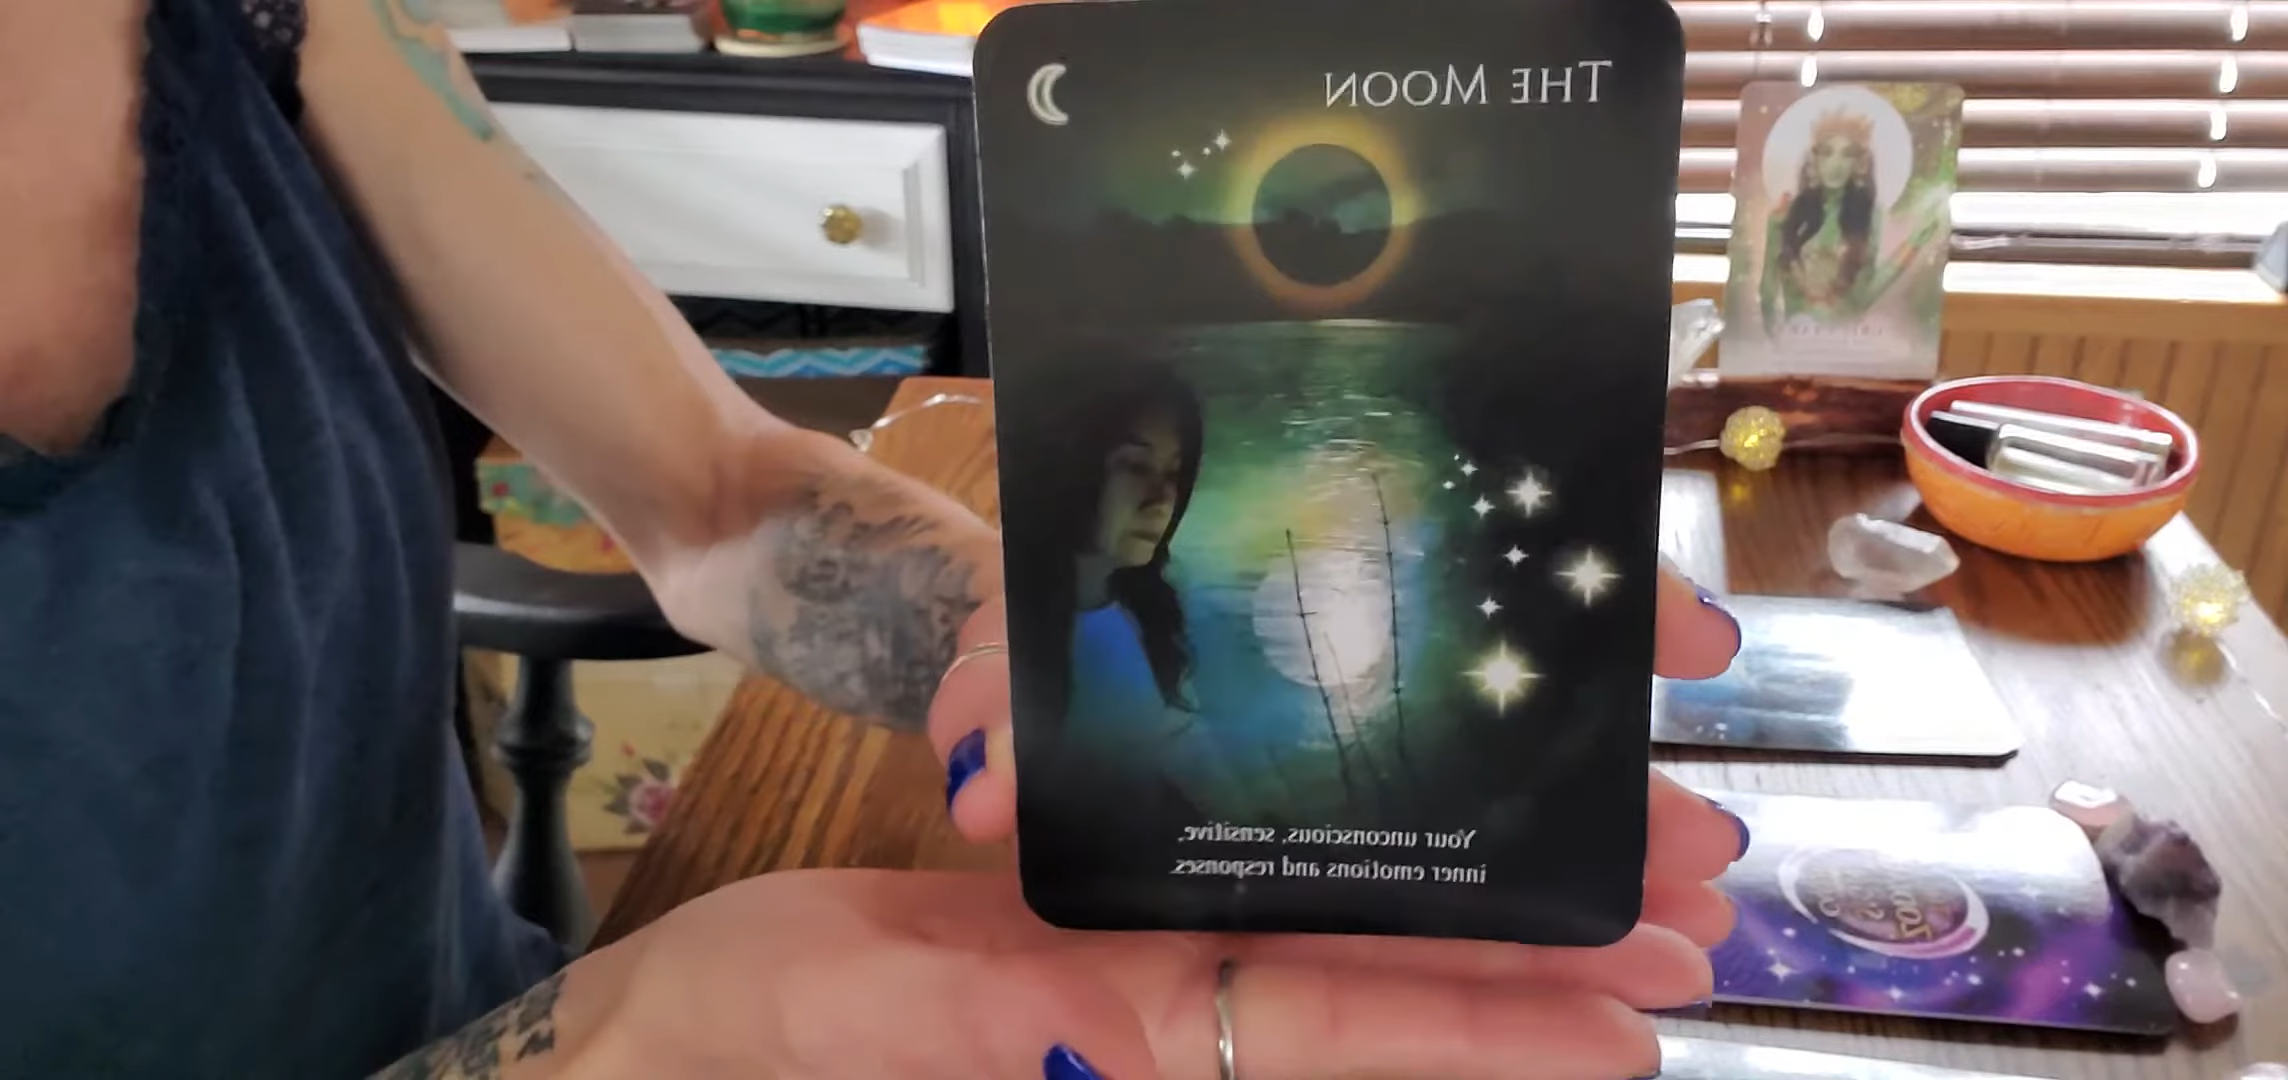 THE MOON
Your unconscious, sensitive,
inner emotions and responses.